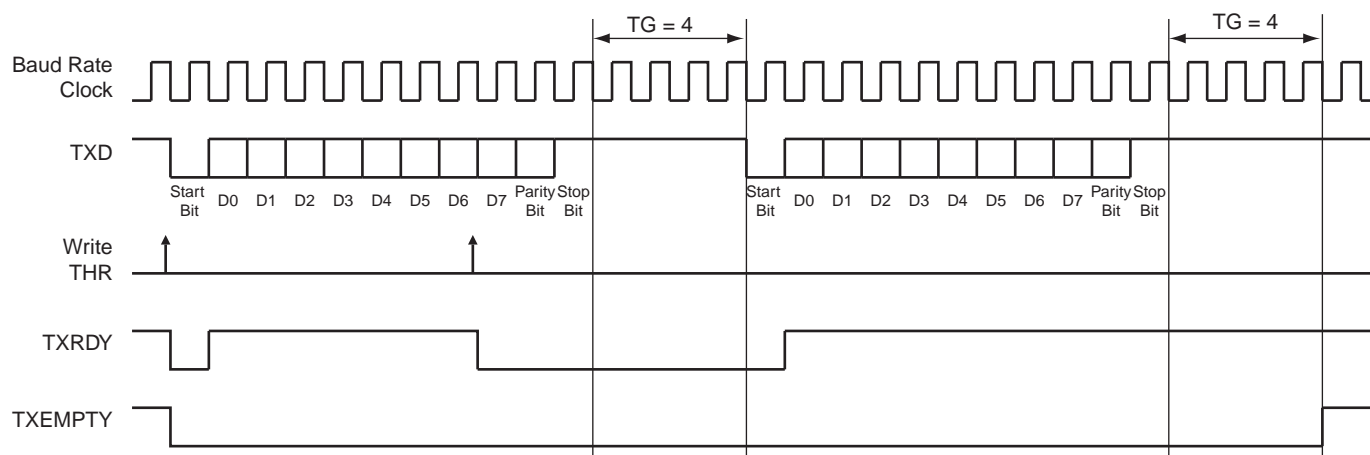 TG = 4
TG = 4
Baud Rate
Clock
TXD
Start
Bit
D0
D1
D2
D3
D4
D5
D6
D7
Parity
Bit
Stop
Bit
Start
Bit
D0
D1
D2
D3
D4
D5
D6
D7
Parity
Bit
Stop
Bit
Write
THR
TXRDY
TXEMPTY